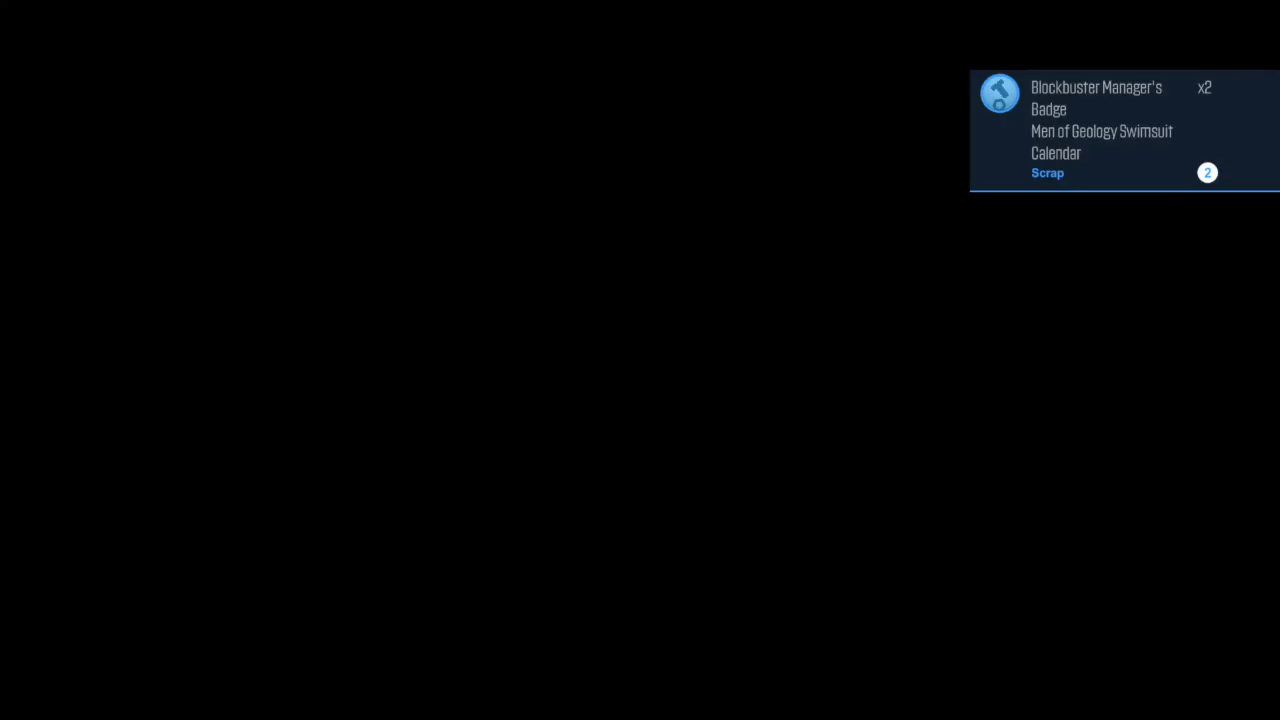 Blockbuster Manager's x2
Badge
Men of Geology Swimsuit
Calendar
Scrap 2